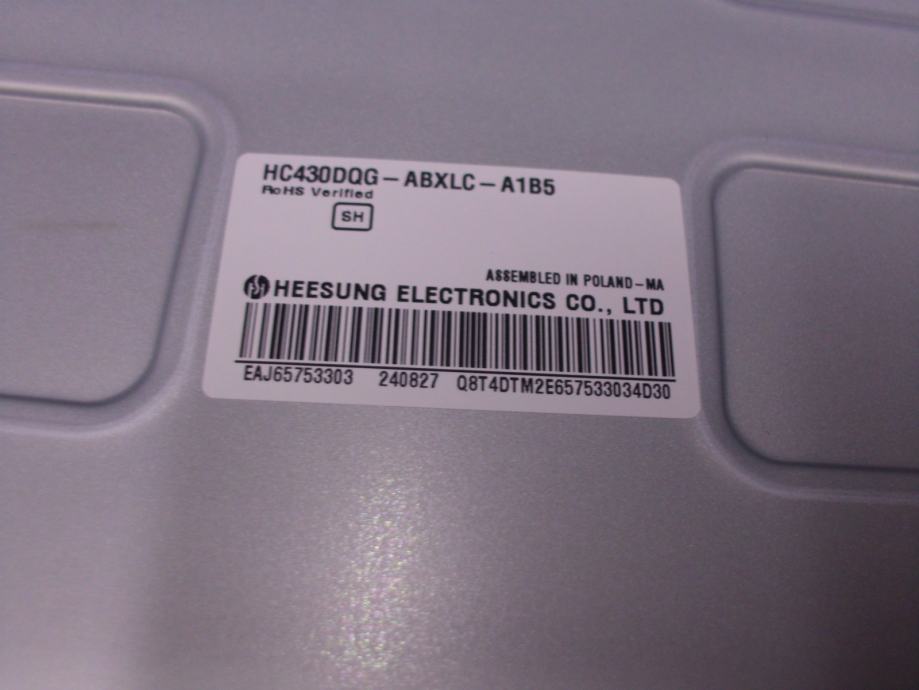 HC430DQG-ABXLC-A1B5
RoHS Verified
SH
ASSEMBLED IN POLAND-MA
HEESUNG ELECTRONICS CO., LTD
EAJ65753303 240827 Q8T4DTM2E657533034D30